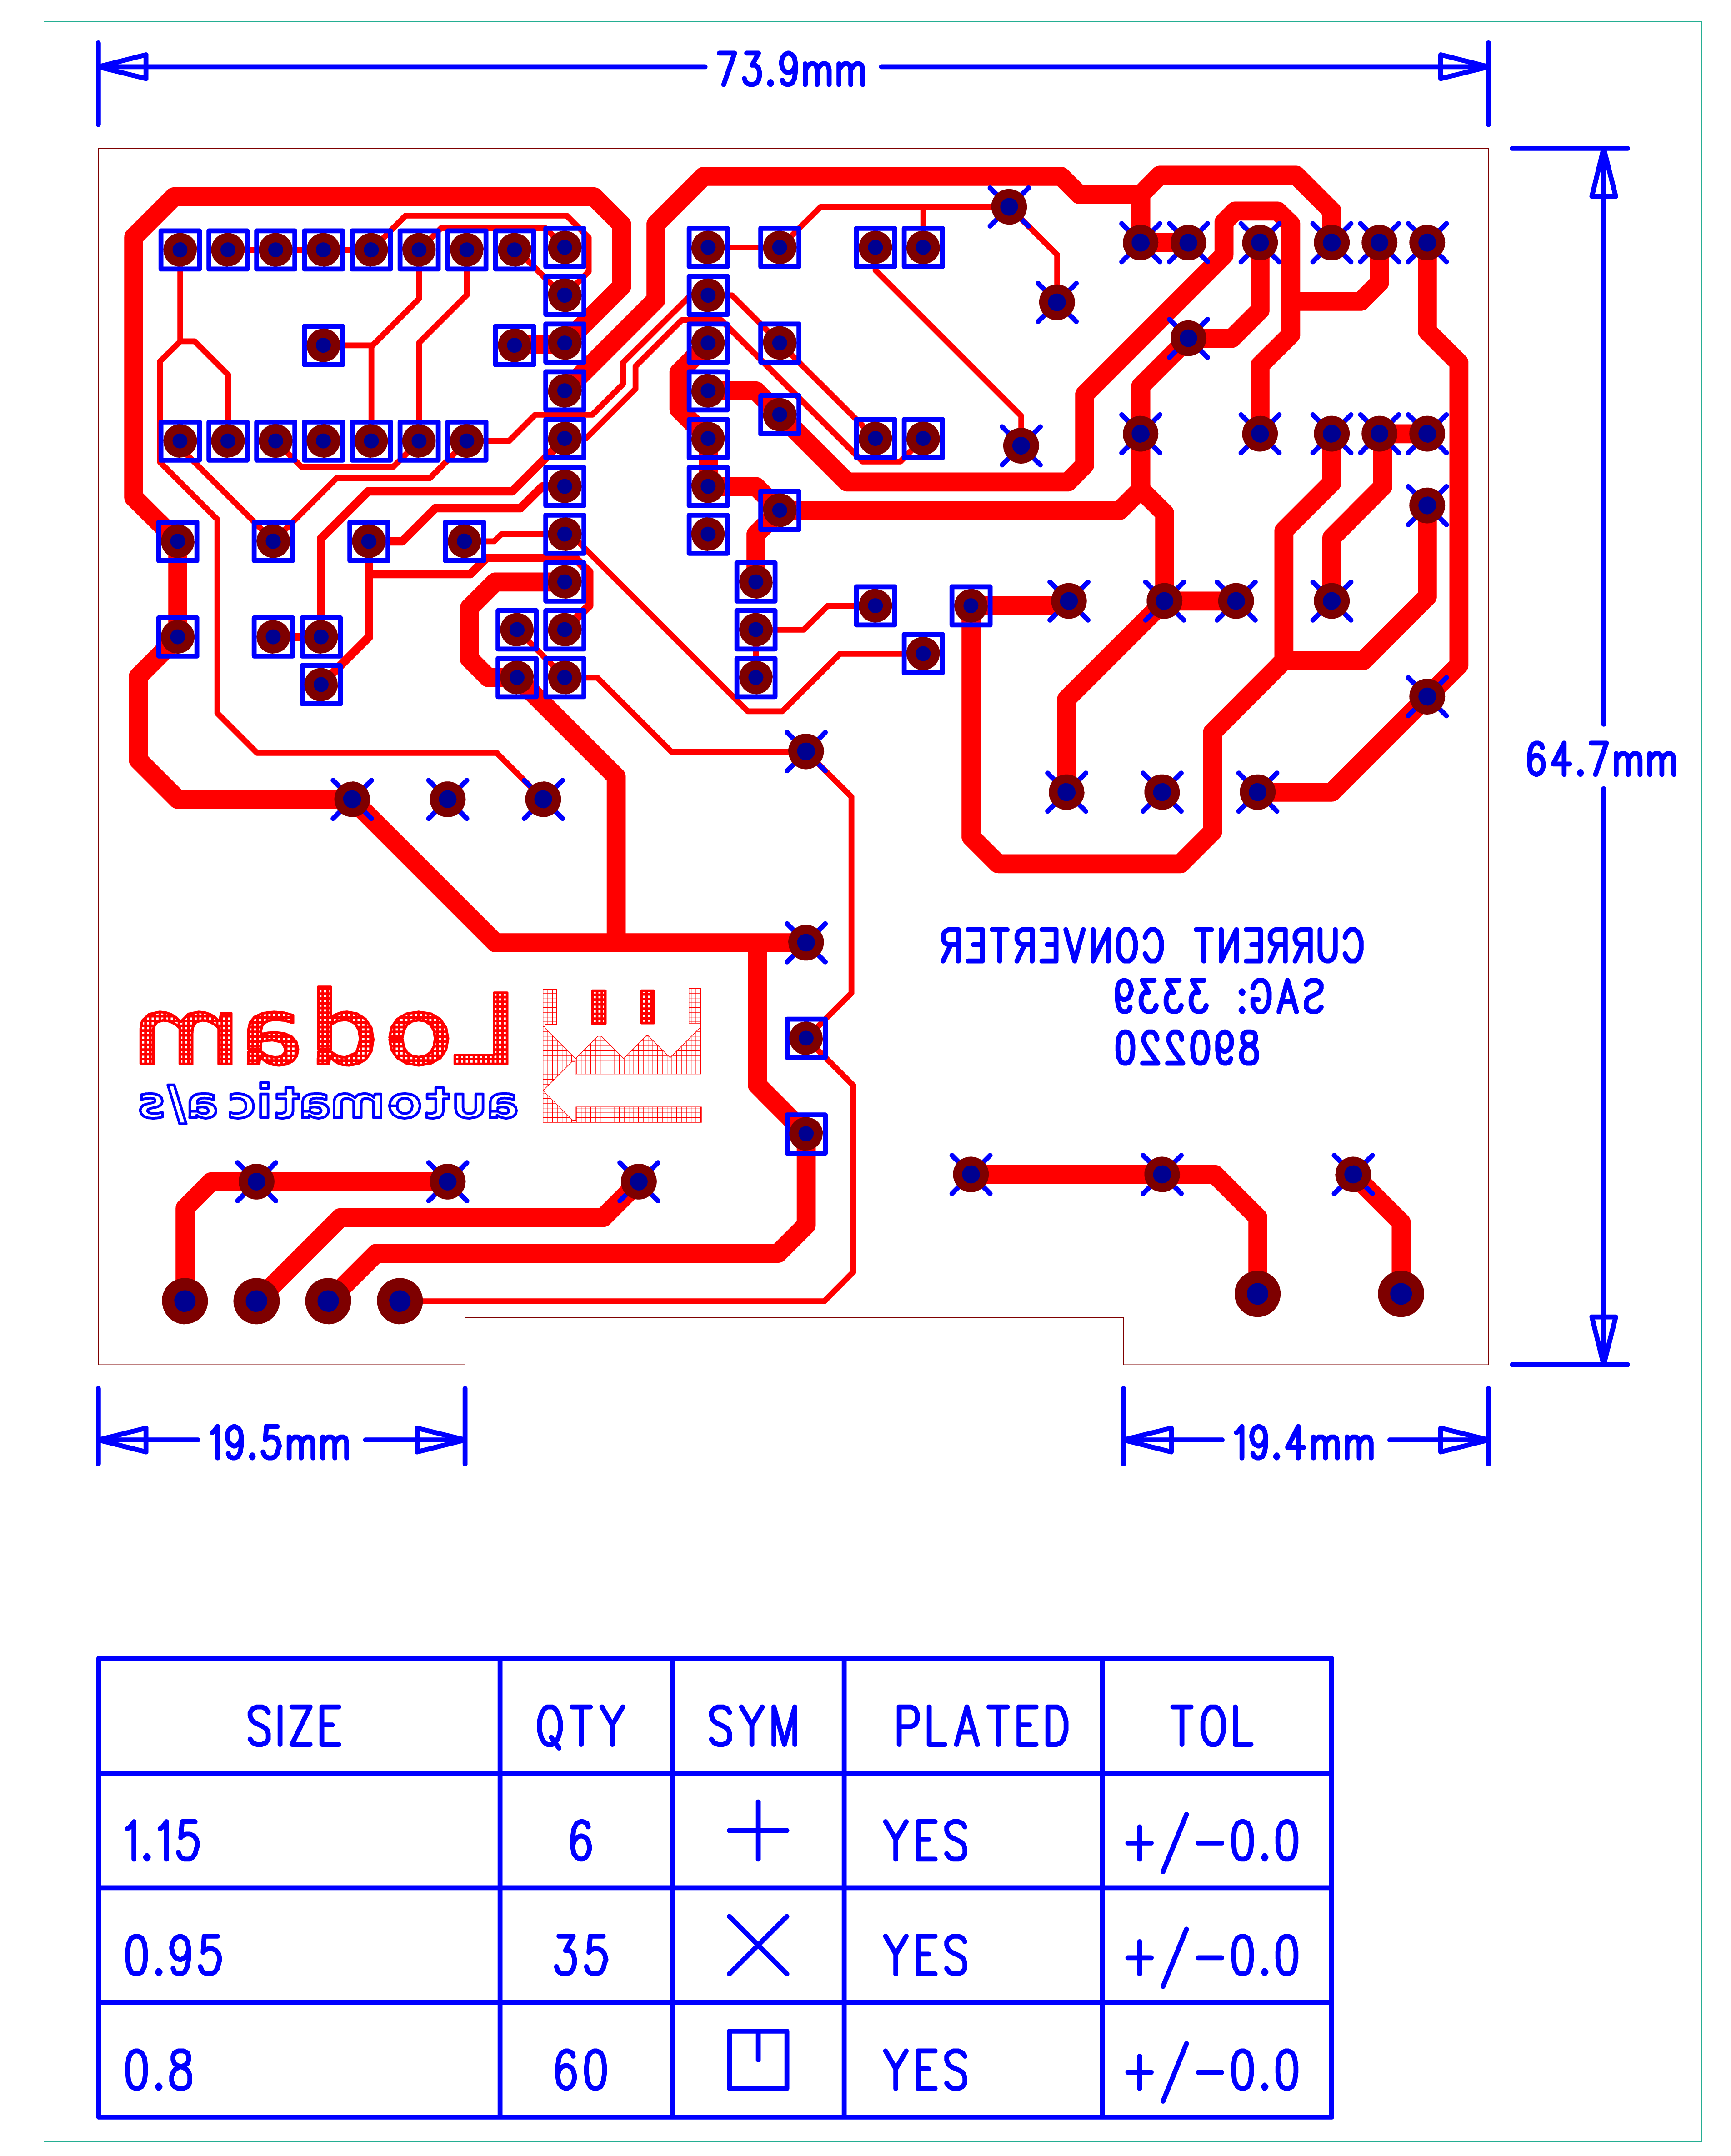 73.9mm
64.7mm
CURRENT CONVERTER
SAG: 3339
890220
Lodam
automatic a/s
19.5mm
19.4mm
SIZE QTY SYM PLATED TOL
1.15 6 YES +/-0.0
0.95 35 YES +/-0.0
0.8 60 YES +/-0.0